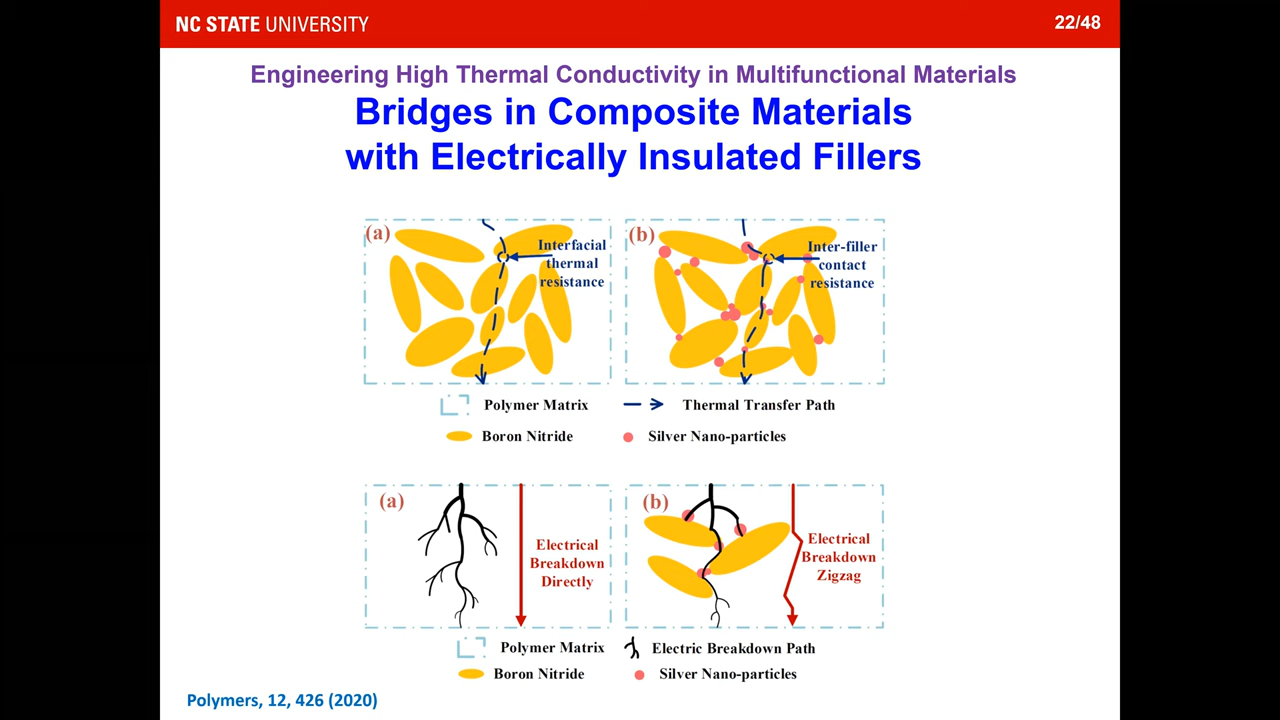 NC STATE UNIVERSITY
22/48
Engineering High Thermal Conductivity in Multifunctional Materials
Bridges in Composite Materials
with Electrically Insulated Fillers
(a)
Interfacial
thermal
resistance
(b)
Inter-filler
contact
resistance
Polymer Matrix
Thermal Transfer Path
Boron Nitride
Silver Nano-particles
(a)
Electrical
Breakdown
Directly
(b)
Electrical
Breakdown
Zigzag
Polymer Matrix
Electric Breakdown Path
Boron Nitride
Silver Nano-particles
Polymers, 12, 426 (2020)